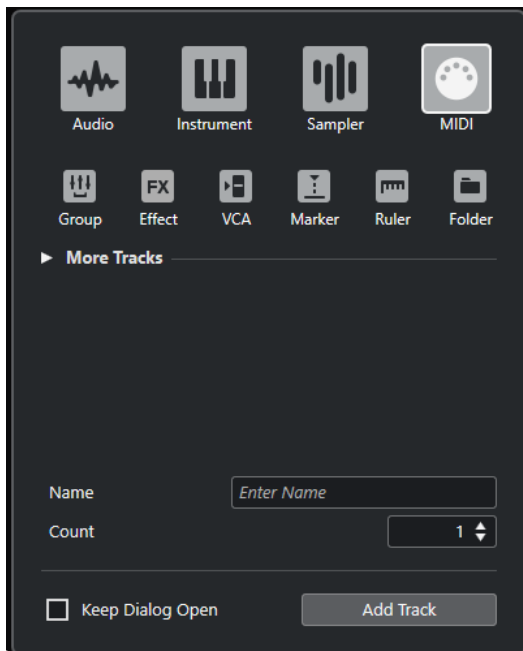 Audio Instrument Sampler MIDI
FX
Group Effect VCA Marker Ruler Folder
More Tracks
Name Enter Name
Count 1
Keep Dialog Open Add Track